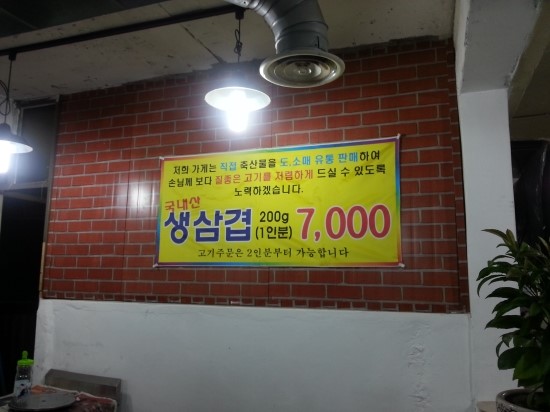 저희 가게는 직접 축산물을 도.소매 유통 판매하여
손님께 보다 질좋은 고기를 저렴하게 드실 수 있도록
노력하겠습니다.
국내산
생삼겹 200g (1인분) 7,000
고기주문은 2인분부터 가능합니다